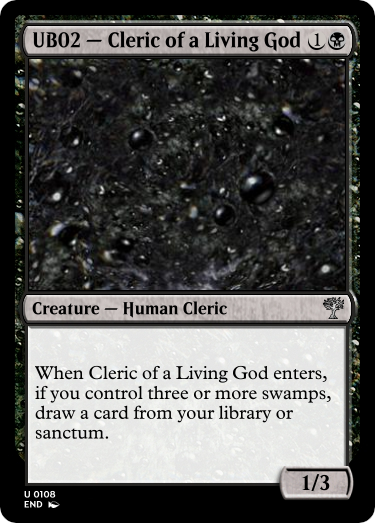 UB02 — Cleric of a Living God 1
Creature — Human Cleric
When Cleric of a Living God enters,
if you control three or more swamps,
draw a card from your library or
sanctum.
1/3
U 0108
END